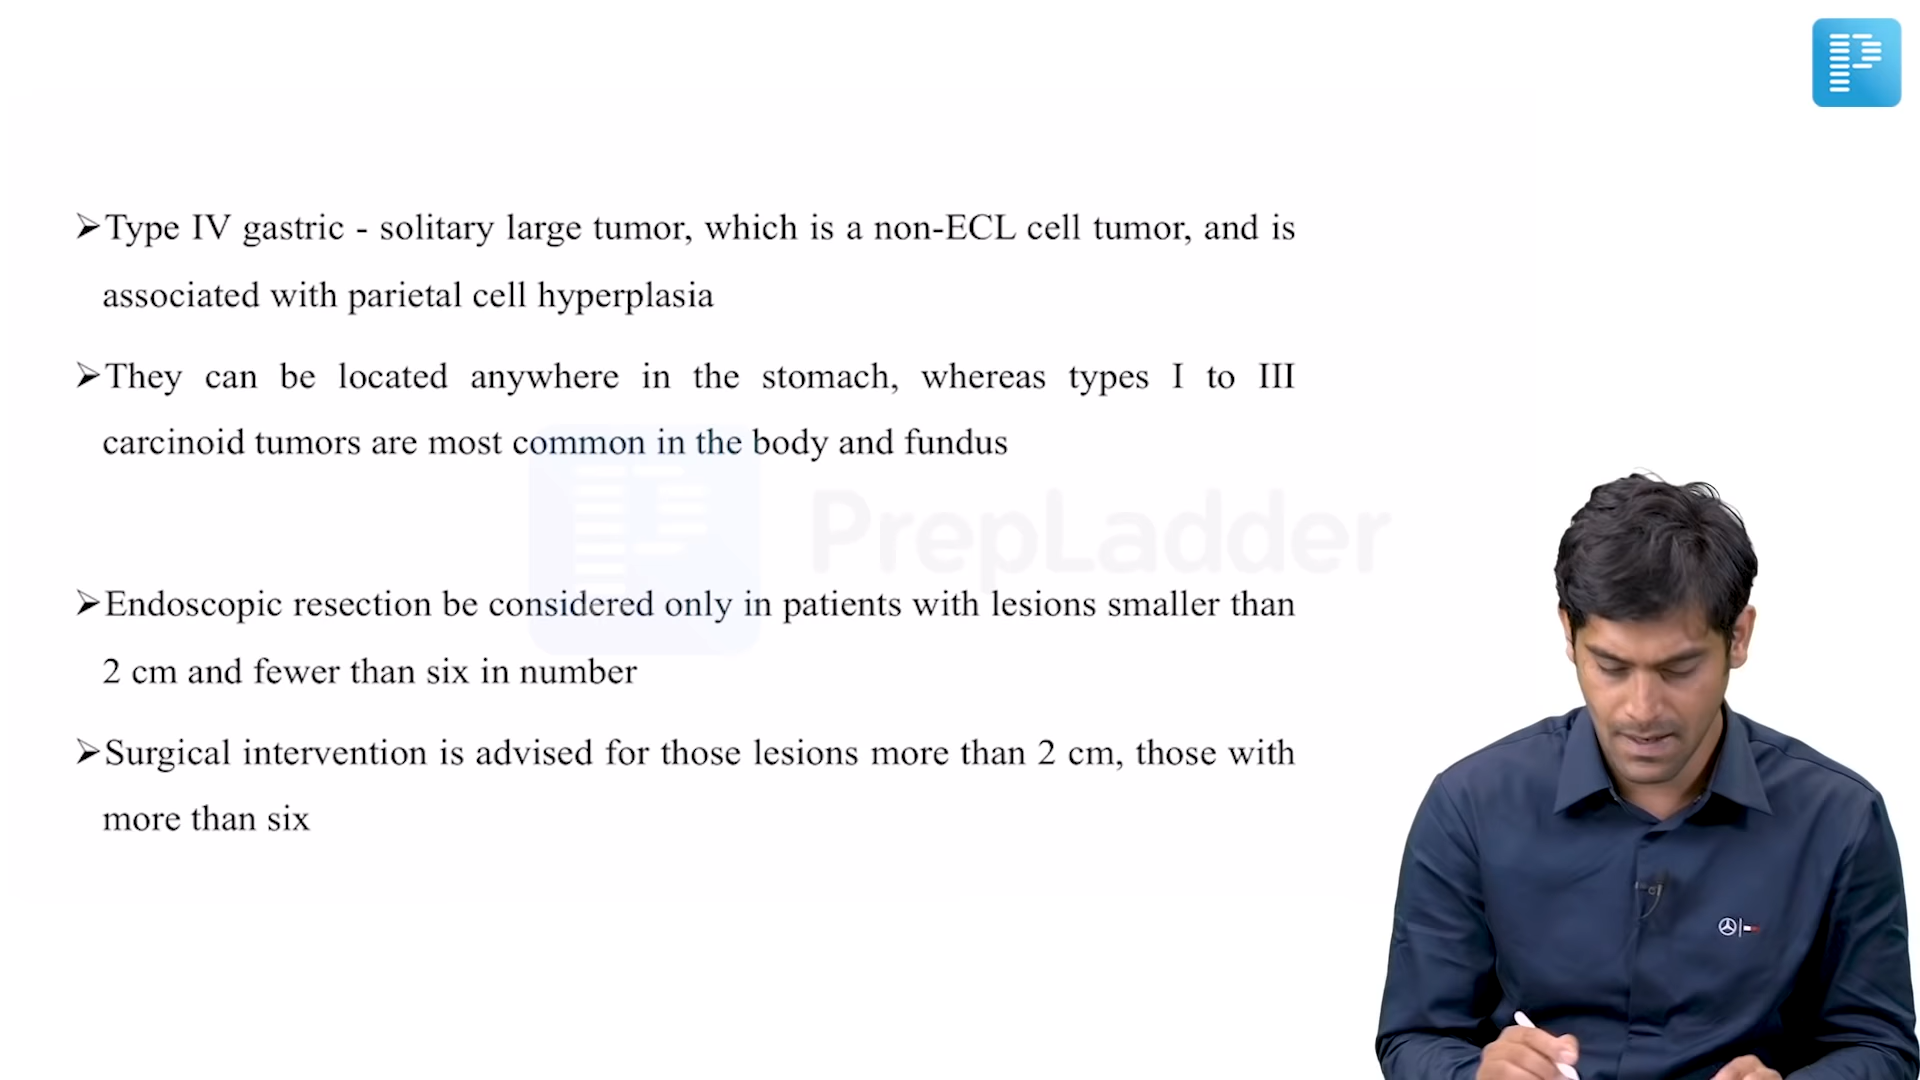 ➢Type IV gastric - solitary large tumor, which is a non-ECL cell tumor, and is
associated with parietal cell hyperplasia
➢They can be located anywhere in the stomach, whereas types I to III
carcinoid tumors are most common in the body and fundus
PrepLadder
➢Endoscopic resection be considered only in patients with lesions smaller than
2 cm and fewer than six in number
➢Surgical intervention is advised for those lesions more than 2 cm, those with
more than six